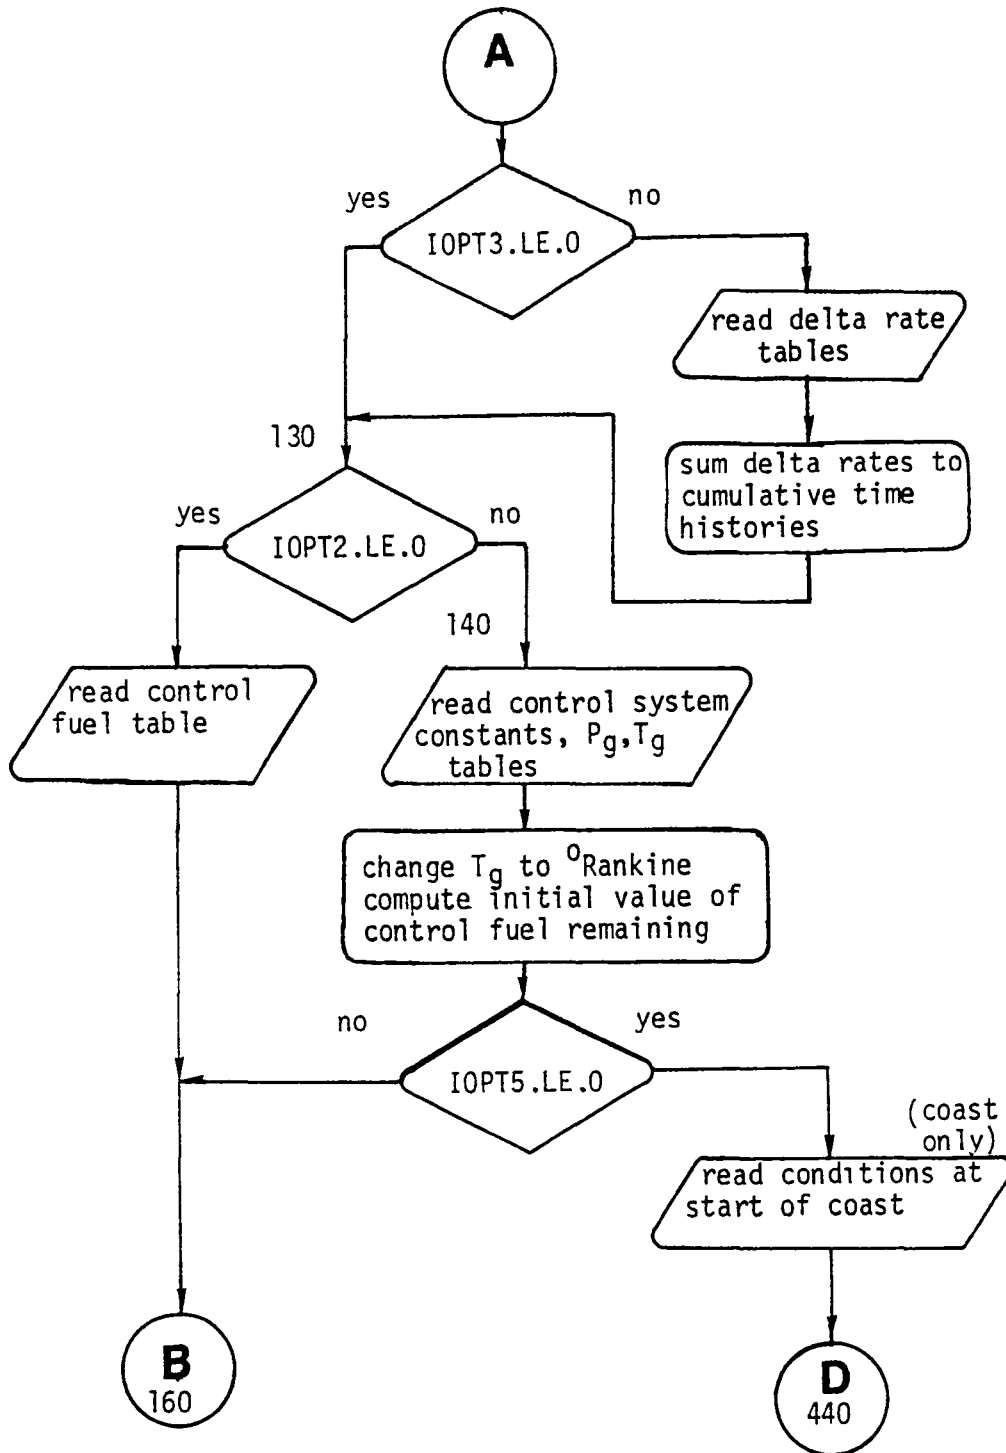 A
yes
no
IOPT3.LE.0
read delta rate
tables
130
sum delta rates to
cumulative time
histories
yes
no
IOPT2.LE.0
140
read control
fuel table
read control system
constants, Pg,Tg
tables
change Tg to ºRankine
compute initial value of
control fuel remaining
no
yes
IOPT5.LE.0
(coast
only)
read conditions at
start of coast
B
160
D
440